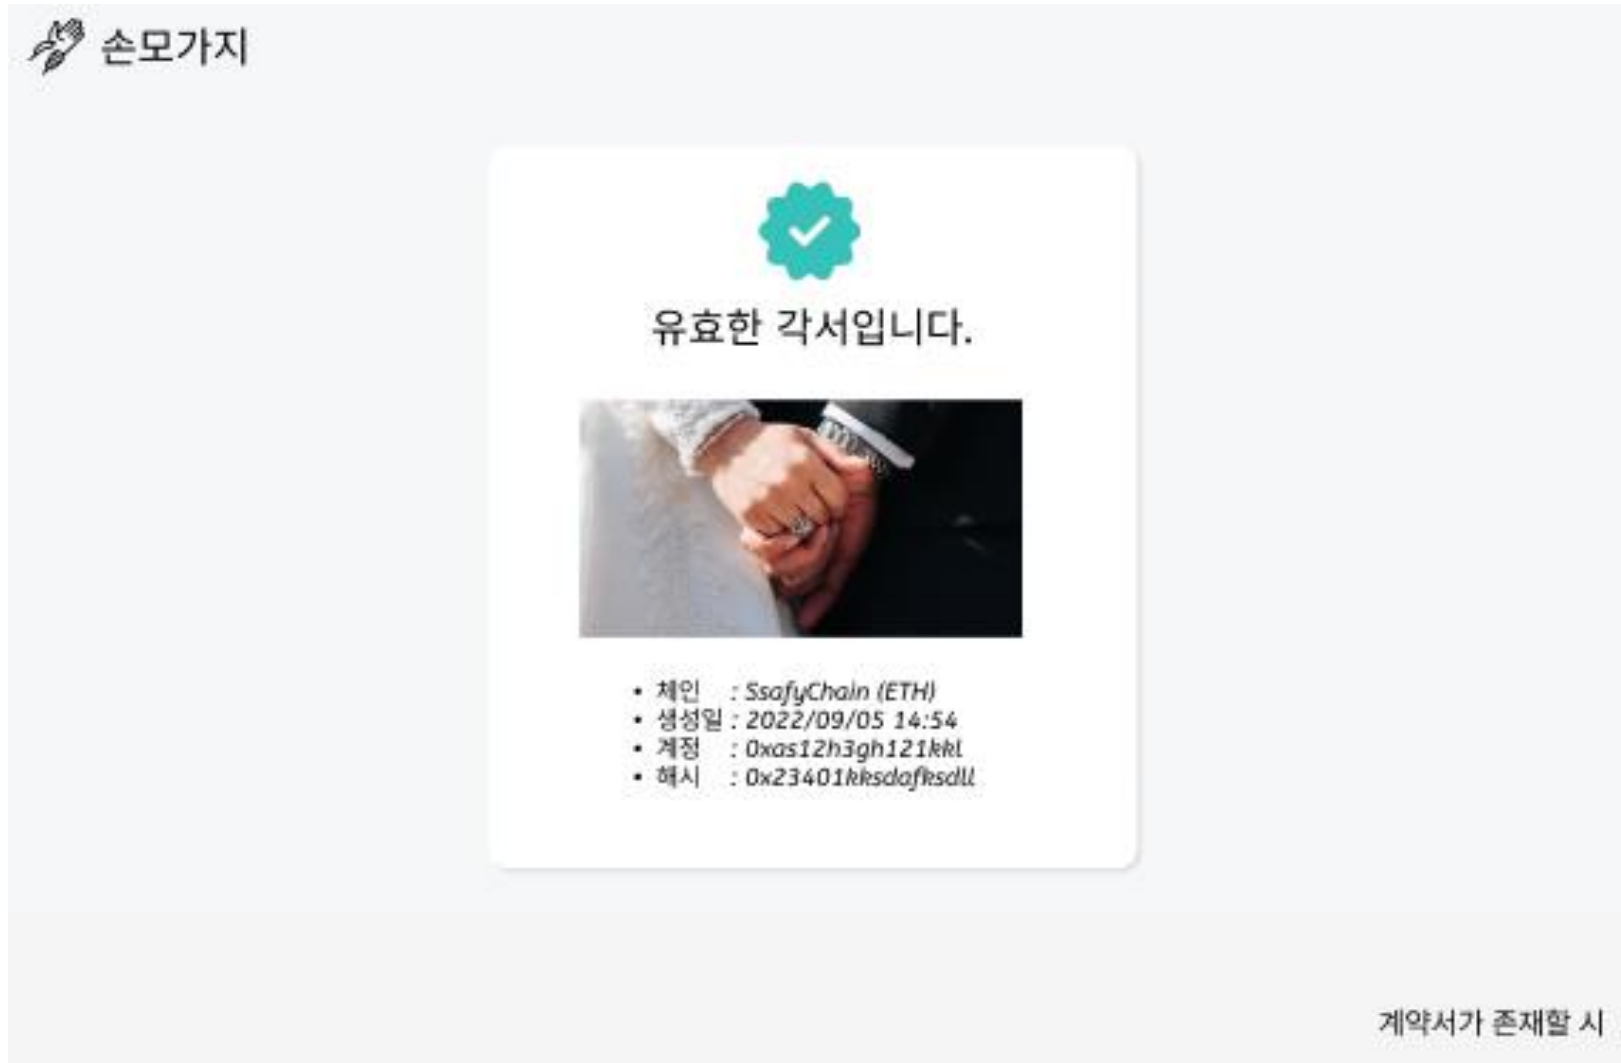 손모가지
유효한 각서입니다.
• 체인 : SsafyChain (ETH)
• 생성일 : 2022/09/05 14:54
• 계정 : 0xas12h3gh121kkl
• 해시 : 0x23401kksdafksdll
계약서가 존재할 시